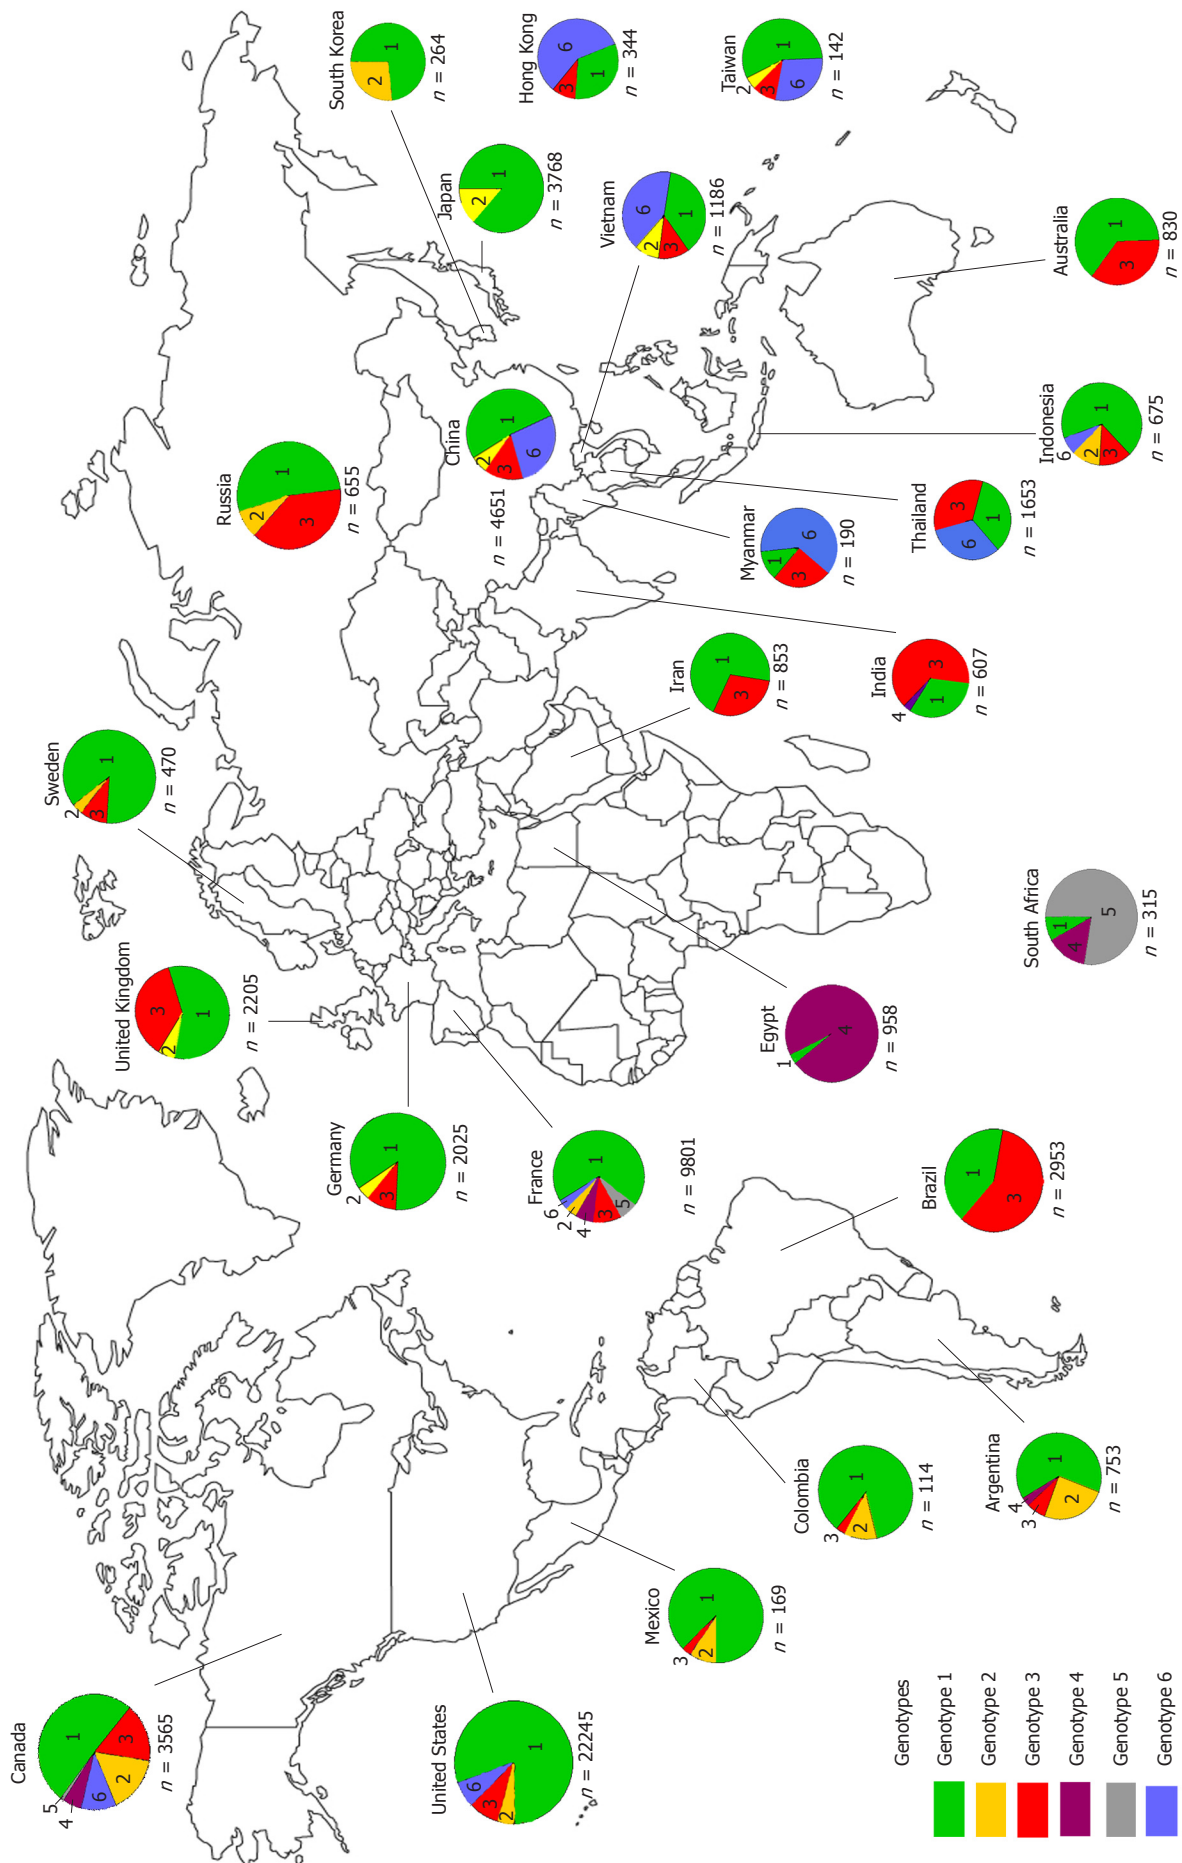 Canada
1
5
4
6
3
2
n = 3565
United States
6
3
1
2
n = 22245
Mexico
1
3
2
n = 169
Colombia
1
3
2
n = 114
Argentina
4
1
3
2
n = 753
Brazil
1
3
n = 2953
United Kingdom
3
2
1
n = 2205
Germany
2
1
3
n = 2025
France
6
2
1
4
3
5
n = 9801
Sweden
2
1
3
n = 470
Egypt
1
4
n = 958
South Africa
1
4
5
n = 315
Russia
2
1
3
n = 655
Iran
1
3
n = 853
India
4
3
1
n = 607
China
1
2
3
6
n = 4651
Myanmar
1
6
3
n = 190
Thailand
3
6
1
n = 1653
Indonesia
6
1
2
3
n = 675
Vietnam
6
2
3
1
n = 1186
Australia
1
3
n = 830
Japan
2
1
n = 3768
South Korea
2
1
n = 264
Hong Kong
6
3
1
n = 344
Taiwan
2
1
3
6
n = 142
Genotypes
Genotype 1
Genotype 2
Genotype 3
Genotype 4
Genotype 5
Genotype 6